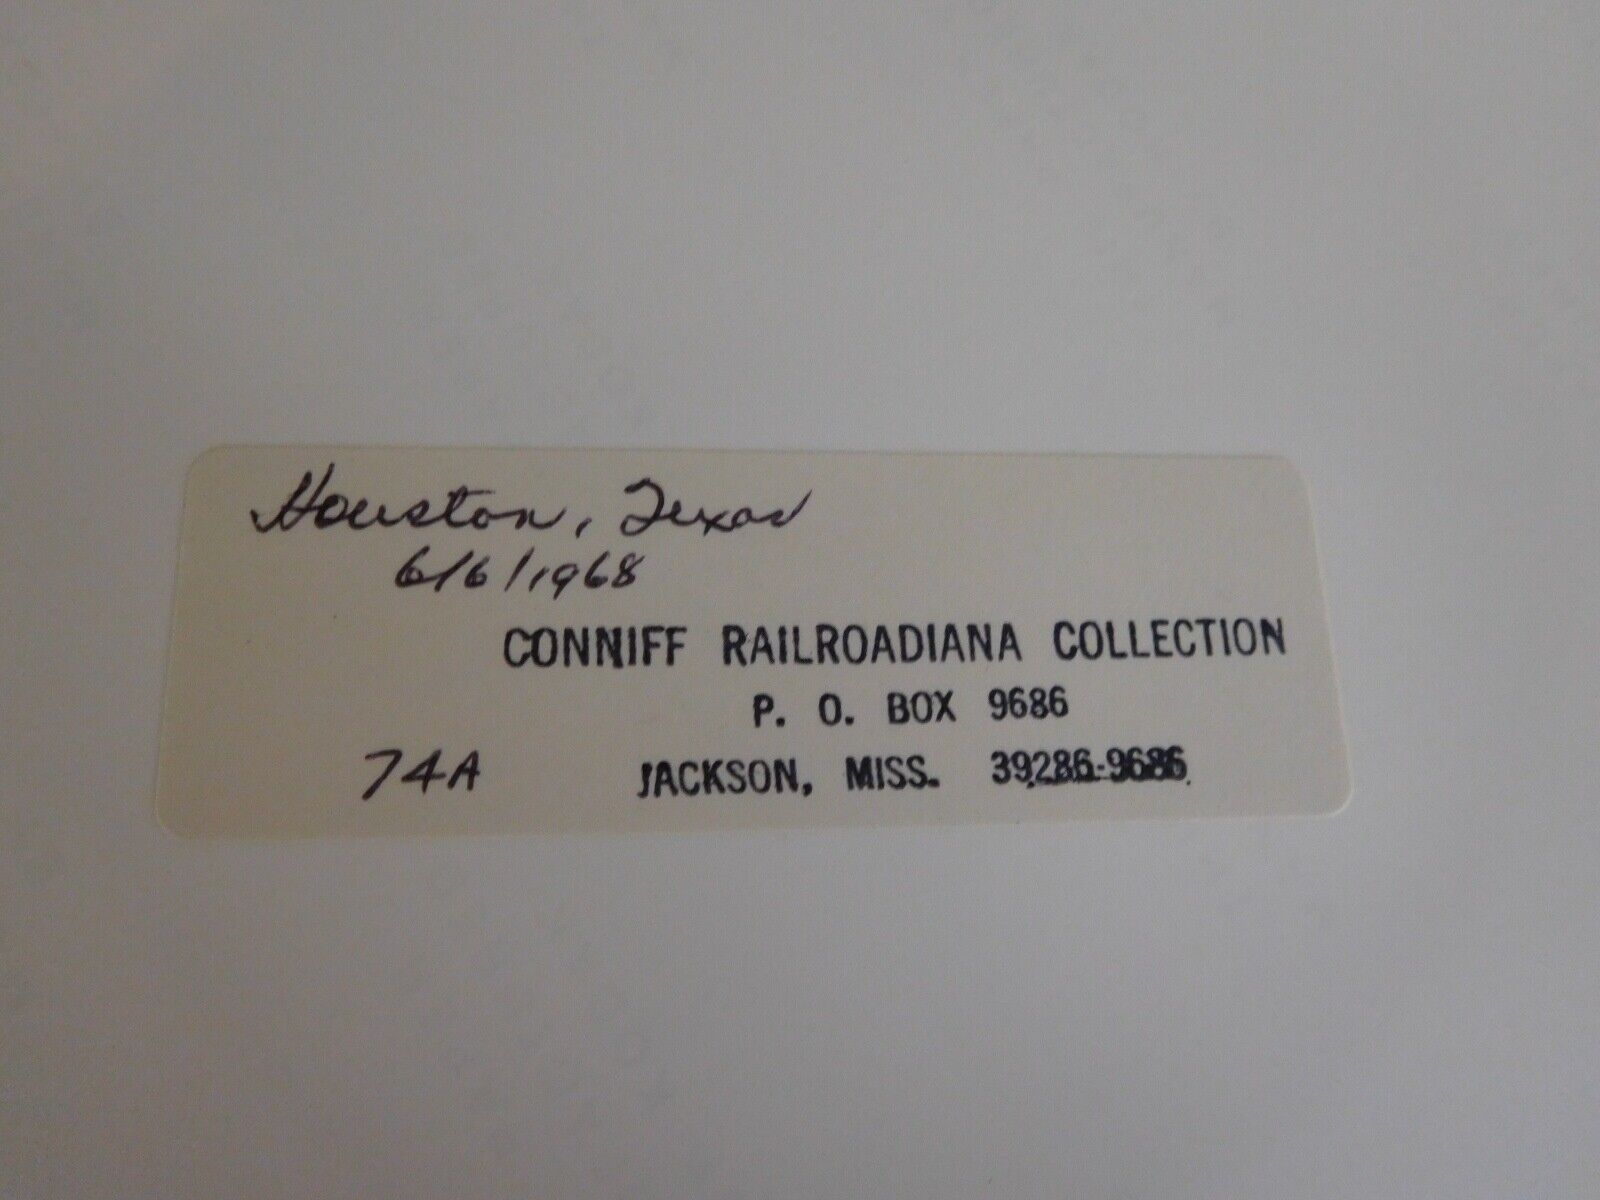 Houston, Texas
6/6/1968
CONNIFF RAILROADIANA COLLECTION
P. O. BOX 9686
74A JACKSON, MISS. 39286-9686